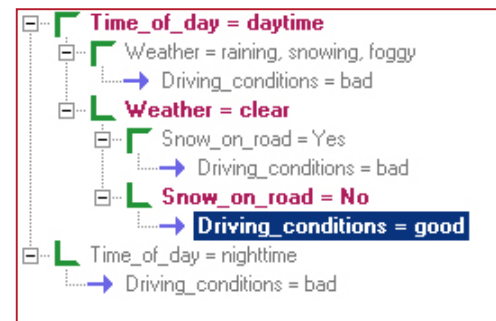 Time_of_day = daytime
Weather = raining, snowing, foggy
Driving_conditions = bad
Weather = clear
Snow_on_road = Yes
Driving_conditions = bad
Snow_on_road = No
Driving_conditions = good
Time_of_day = nighttime
Driving_conditions = bad